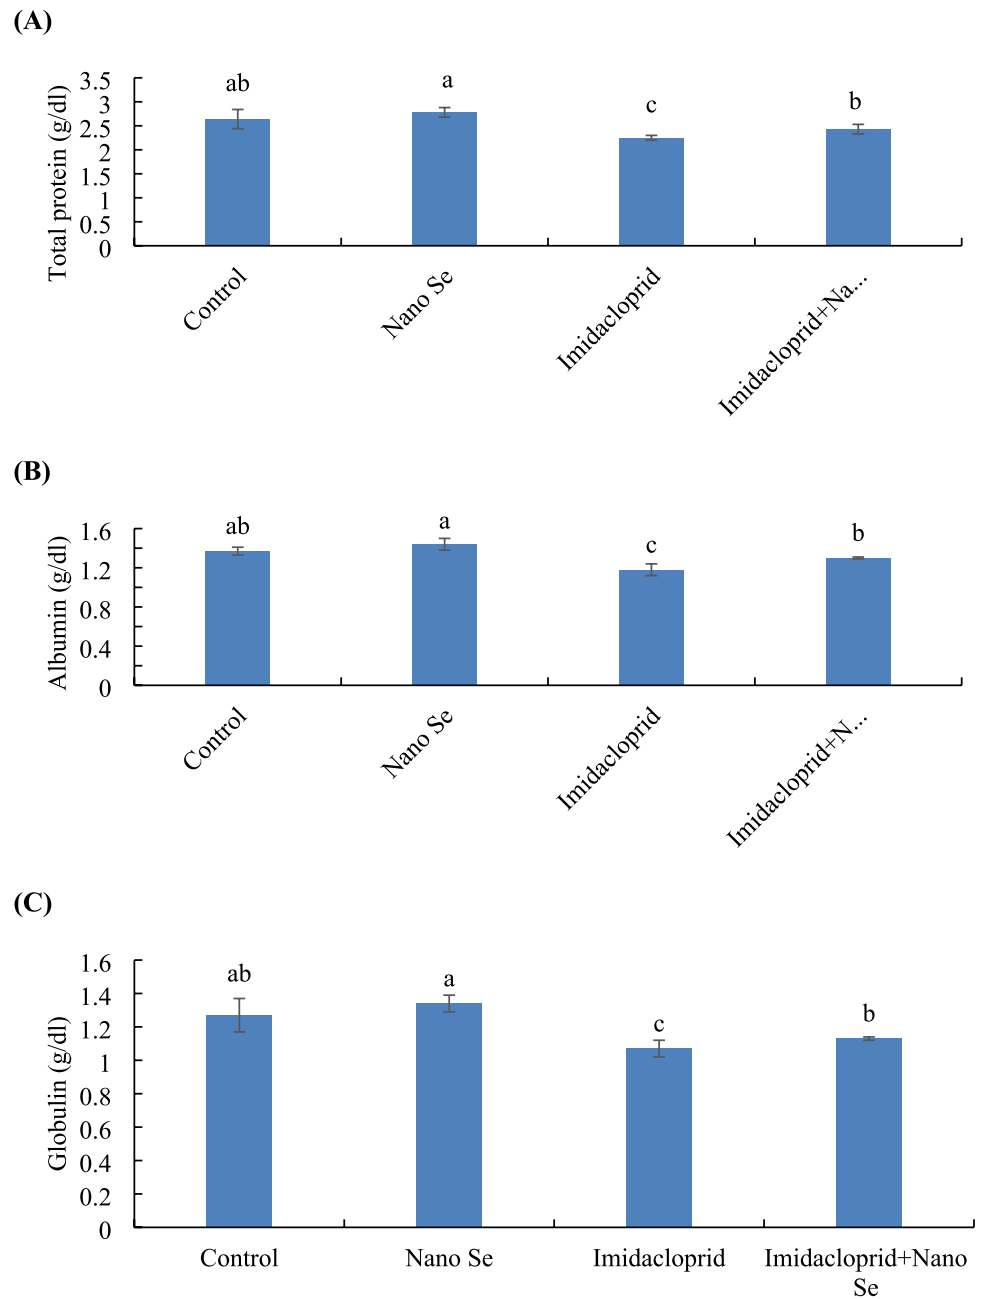 (A)
Total protein (g/dl)
3.5
3
2.5
2
1.5
1
0.5
0
ab
a
c
b
Control
Nano Se
Imidacloprid
Imidacloprid+Na...
(B)
Albumin (g/dl)
1.6
1.2
0.8
0.4
0
ab
a
c
b
Control
Nano Se
Imidacloprid
Imidacloprid+N...
(C)
Globulin (g/dl)
1.6
1.4
1.2
1
0.8
0.6
0.4
0.2
0
ab
a
c
b
Control
Nano Se
Imidacloprid
Imidacloprid+Nano
Se